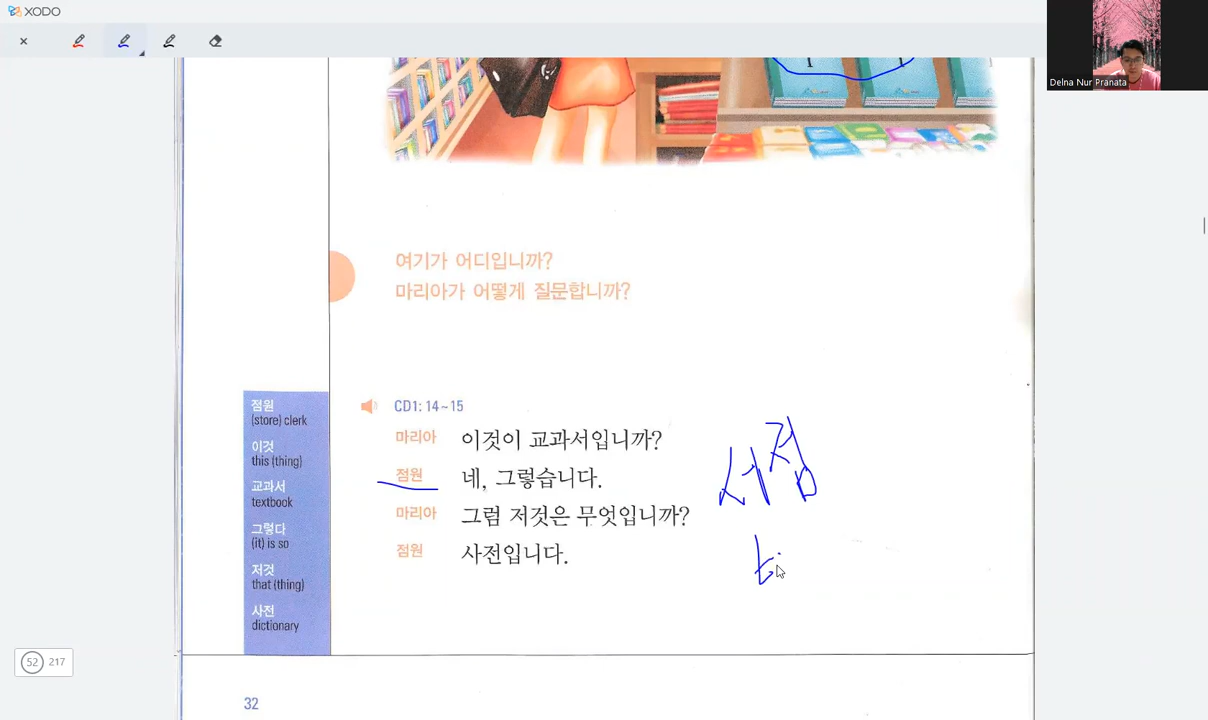 XODO
Delna Nur Pranata
여기가 어디입니까?
마리아가 어떻게 질문합니까?
CD1: 14~15
마리아 이것이 교과서입니까?
점원 네, 그렇습니다.
마리아 그럼 저것은 무엇입니까?
점원 사전입니다.
서점
점원
(store) clerk
이것
this (thing)
교과서
textbook
그렇다
(it) is so
저것
that (thing)
사전
dictionary
52 217
32